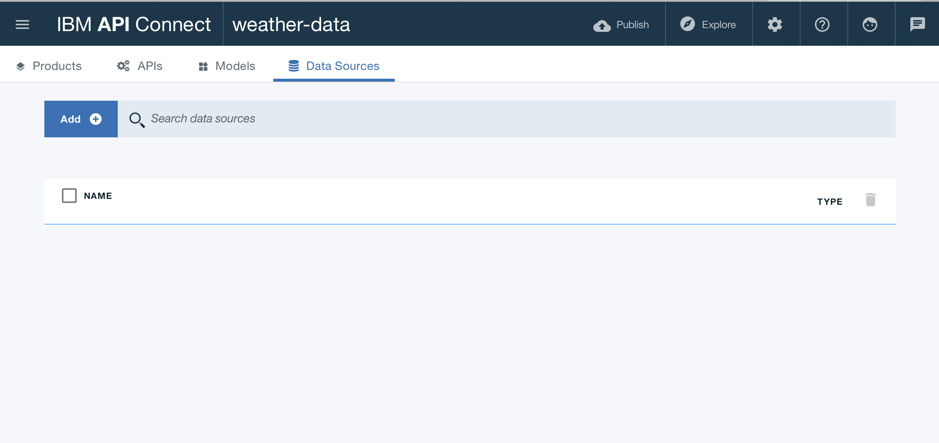 IBM API Connect weather-data Publish Explore
Products APIs Models Data Sources
Add Search data sources
NAME TYPE